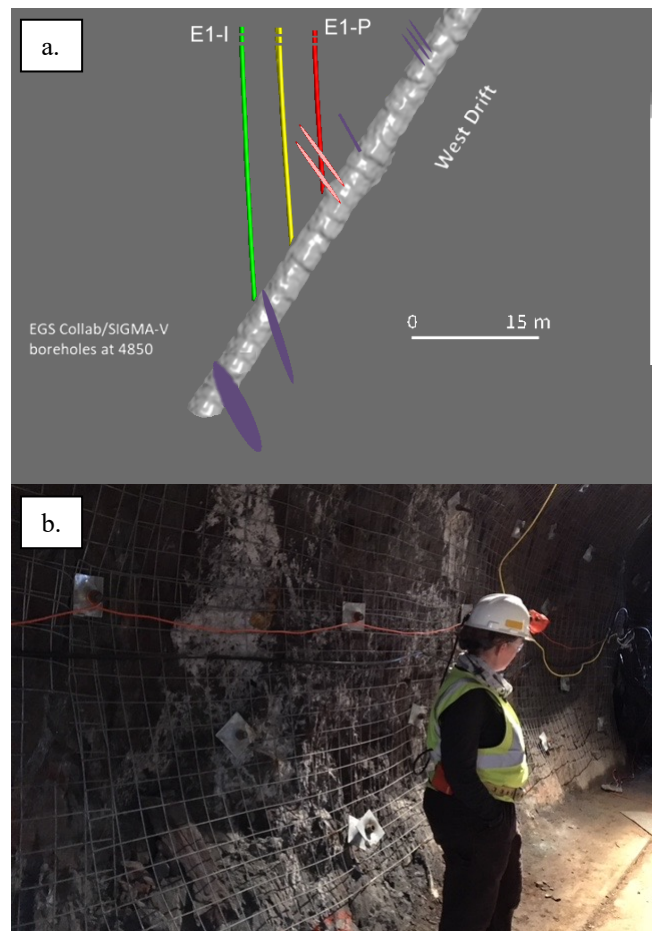 a.
E1-I
E1-P
West Drift
0 15 m
EGS Collab/SIGMA-V
boreholes at 4850
b.